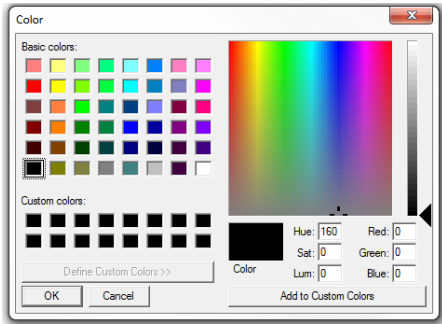 Color
Basic colors:
Custom colors:
Define Custom Colors >>
OK Cancel
Color
Hue: 160 Red: 0
Sat: 0 Green: 0
Lum: 0 Blue: 0
Add to Custom Colors